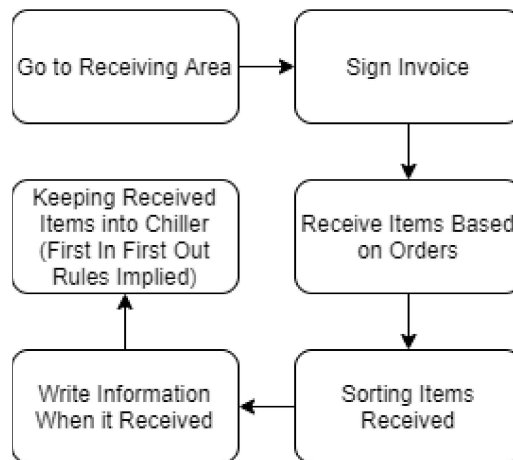 Go to Receiving Area
Sign Invoice
Receive Items Based
on Orders
Sorting Items
Received
Write Information
When it Received
Keeping Received
Items into Chiller
(First In First Out
Rules Implied)